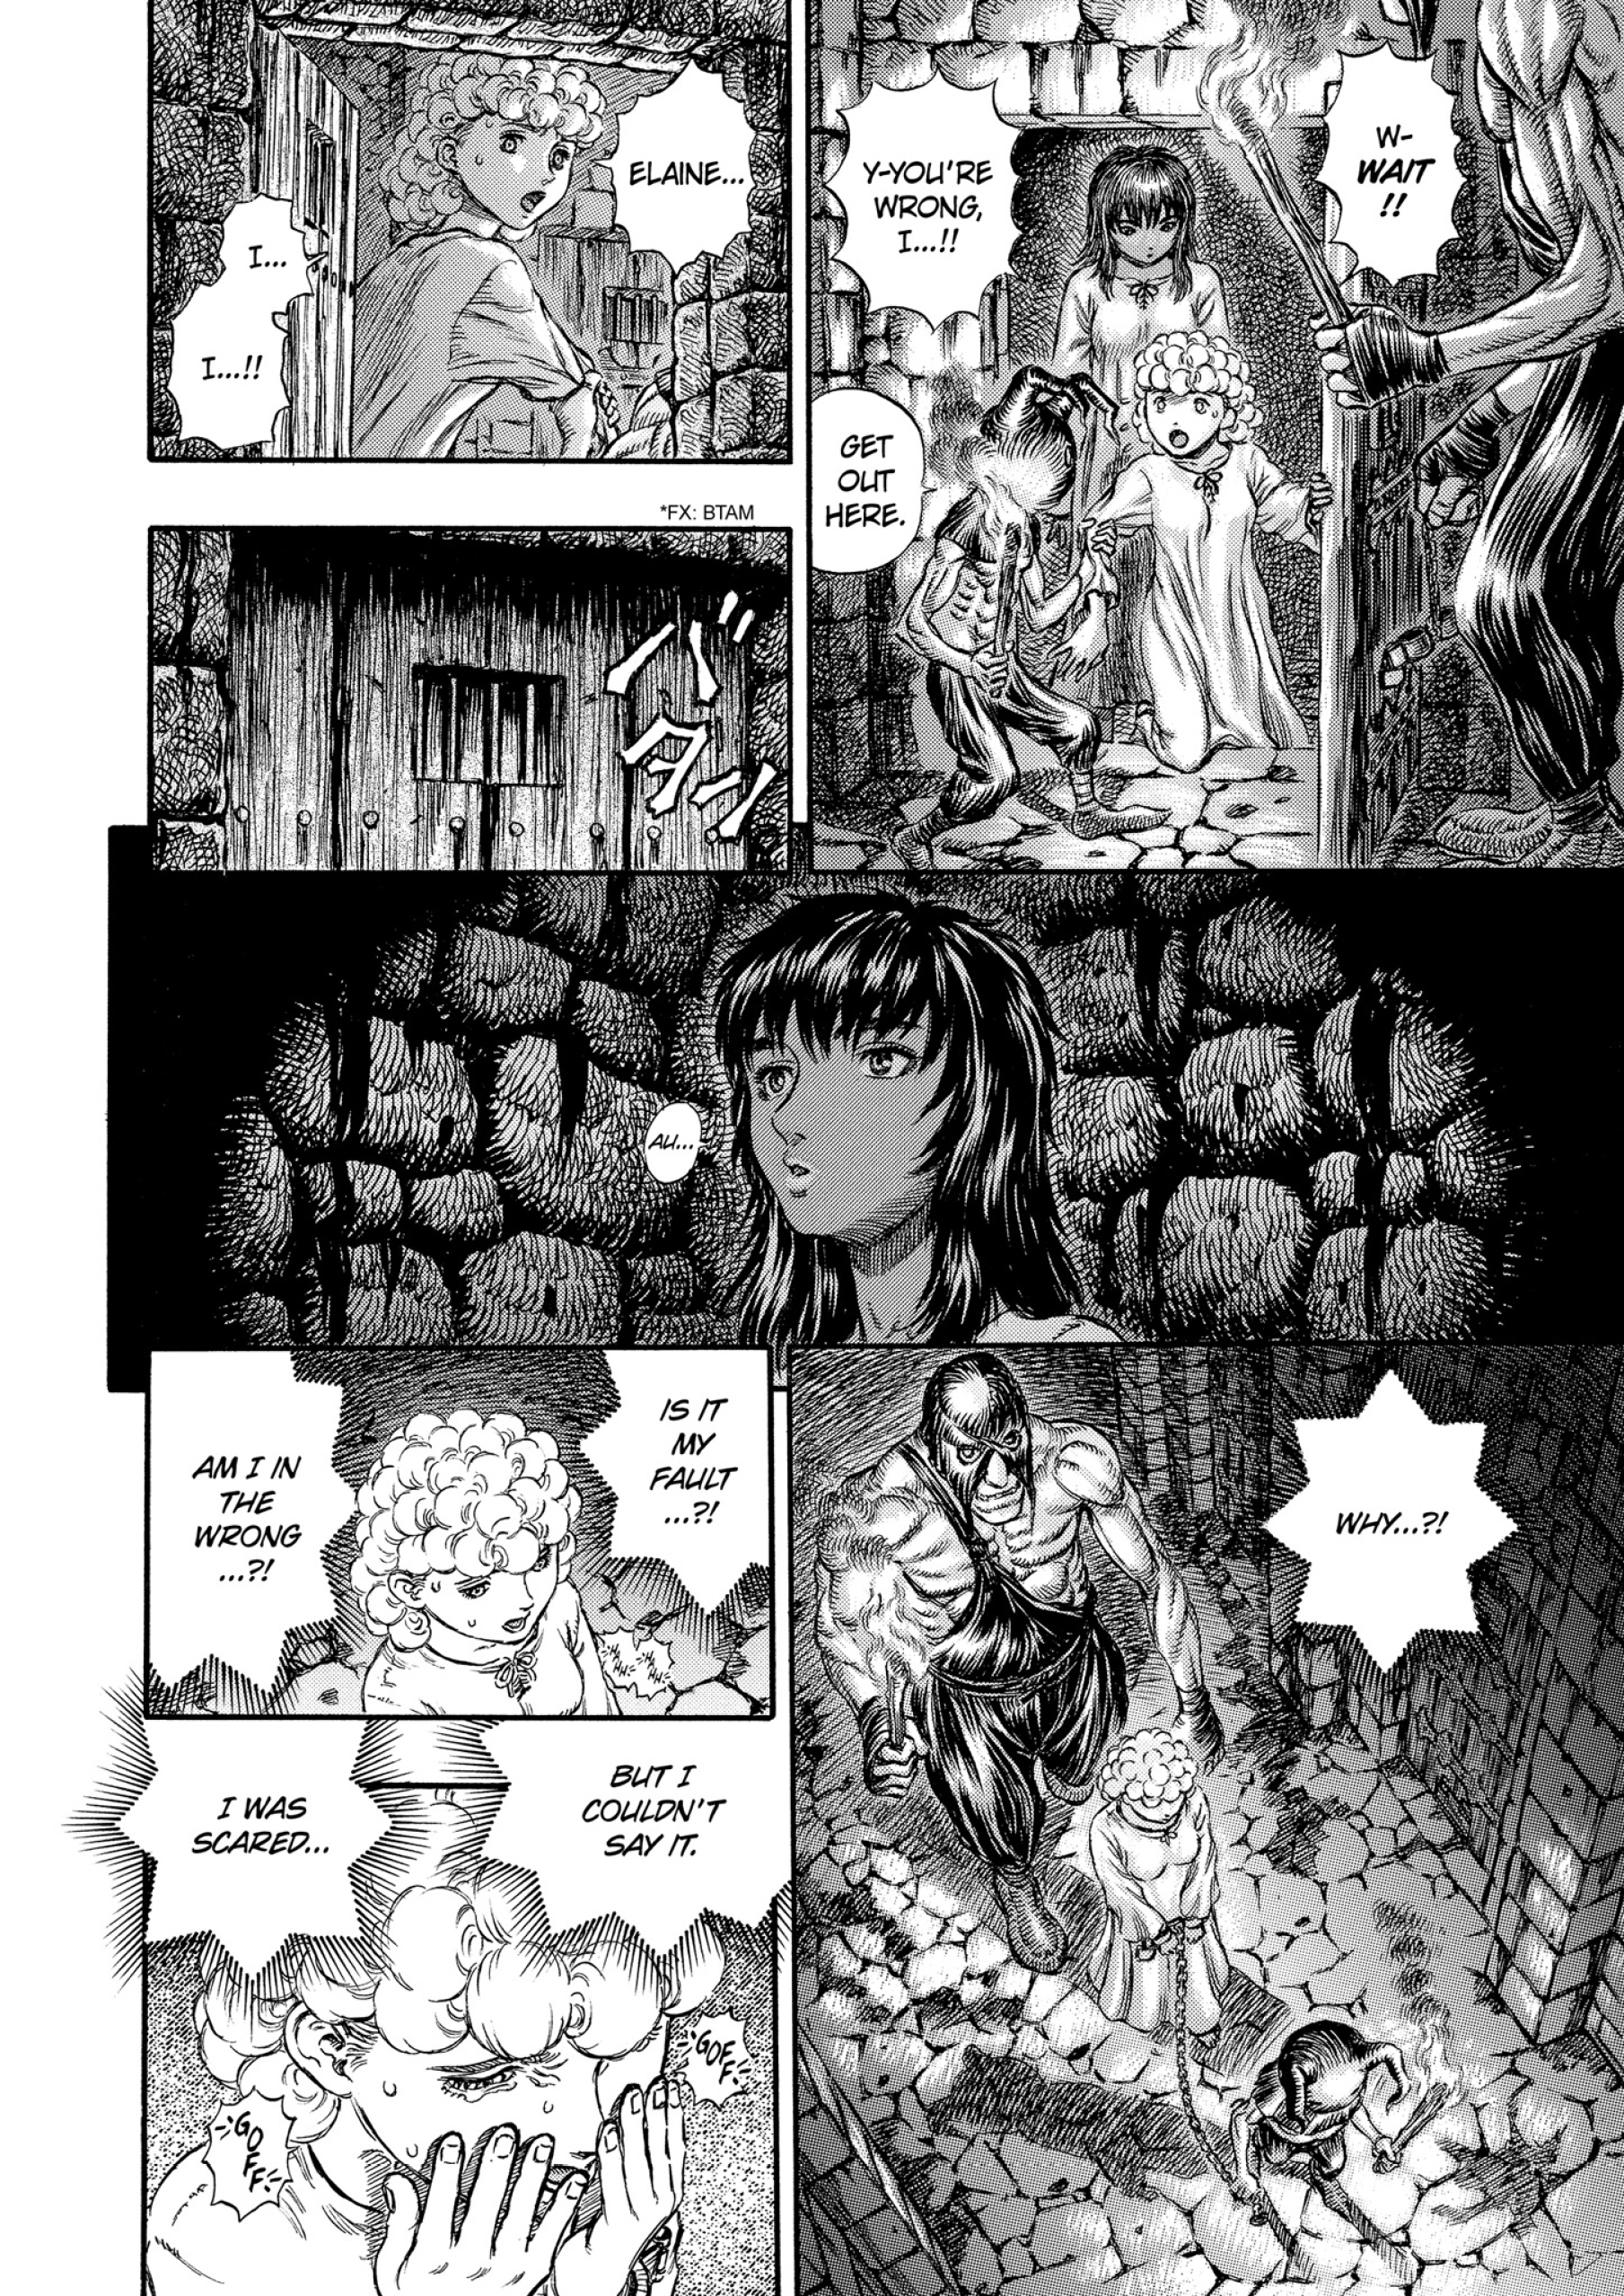 W-
WAIT
!!
Y-YOU'RE
WRONG,
I...!!
GET
OUT
HERE.
ELAINE...
I...
I...!!
*FX: BTAM
バタン
AU...
WHY...?!
IS IT
MY
FAULT
...?!
AM I IN
THE
WRONG
...?!
BUT I
COULDN'T
SAY IT.
I WAS
SCARED...
GOFF
GOFF